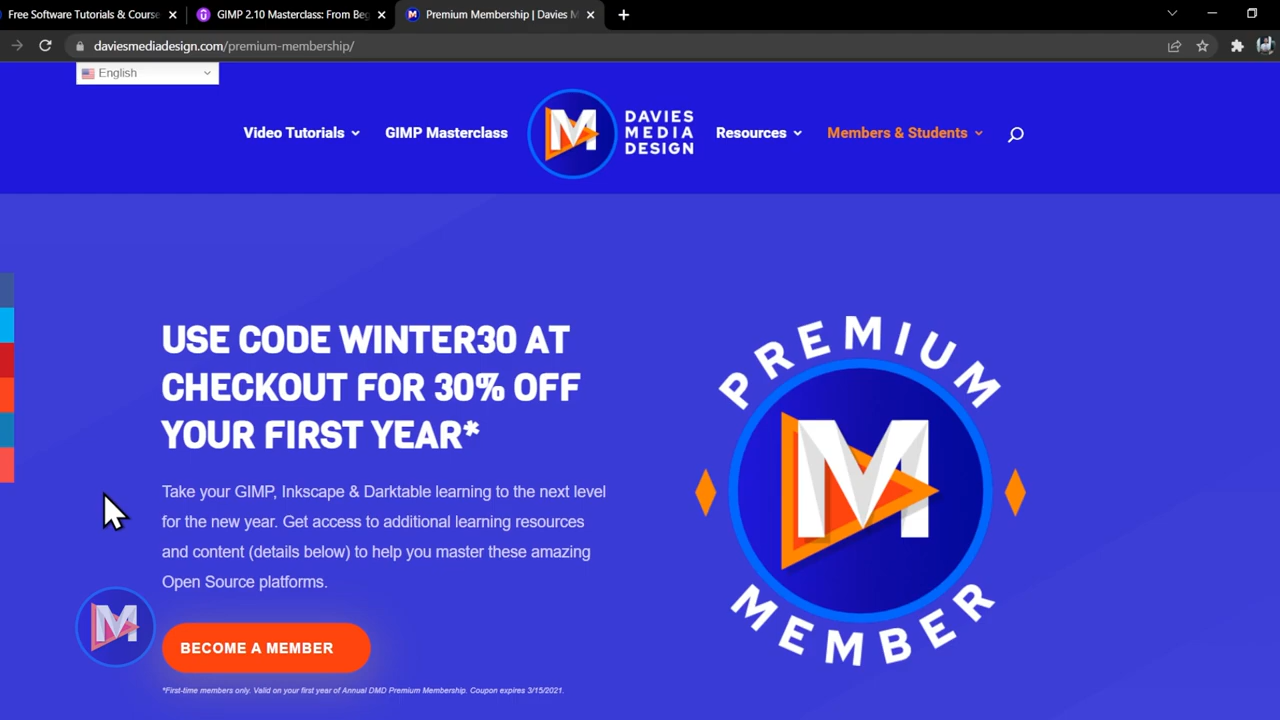 Free Software Tutorials & Course
GIMP 2.10 Masterclass: From Beg
Premium Membership | Davies M
daviesmediadesign.com/premium-membership/
English
Video Tutorials
GIMP Masterclass
M
DAVIES
MEDIA
DESIGN
Resources
Members & Students
USE CODE WINTER30 AT
CHECKOUT FOR 30% OFF
YOUR FIRST YEAR*
Take your GIMP, Inkscape & Darktable learning to the next level
for the new year. Get access to additional learning resources
and content (details below) to help you master these amazing
Open Source platforms.
BECOME A MEMBER
*First-time members only. Valid on your first year of Annual DMD Premium Membership. Coupon expires 3/15/2021.
PREMIUM
M
MEMBER
M